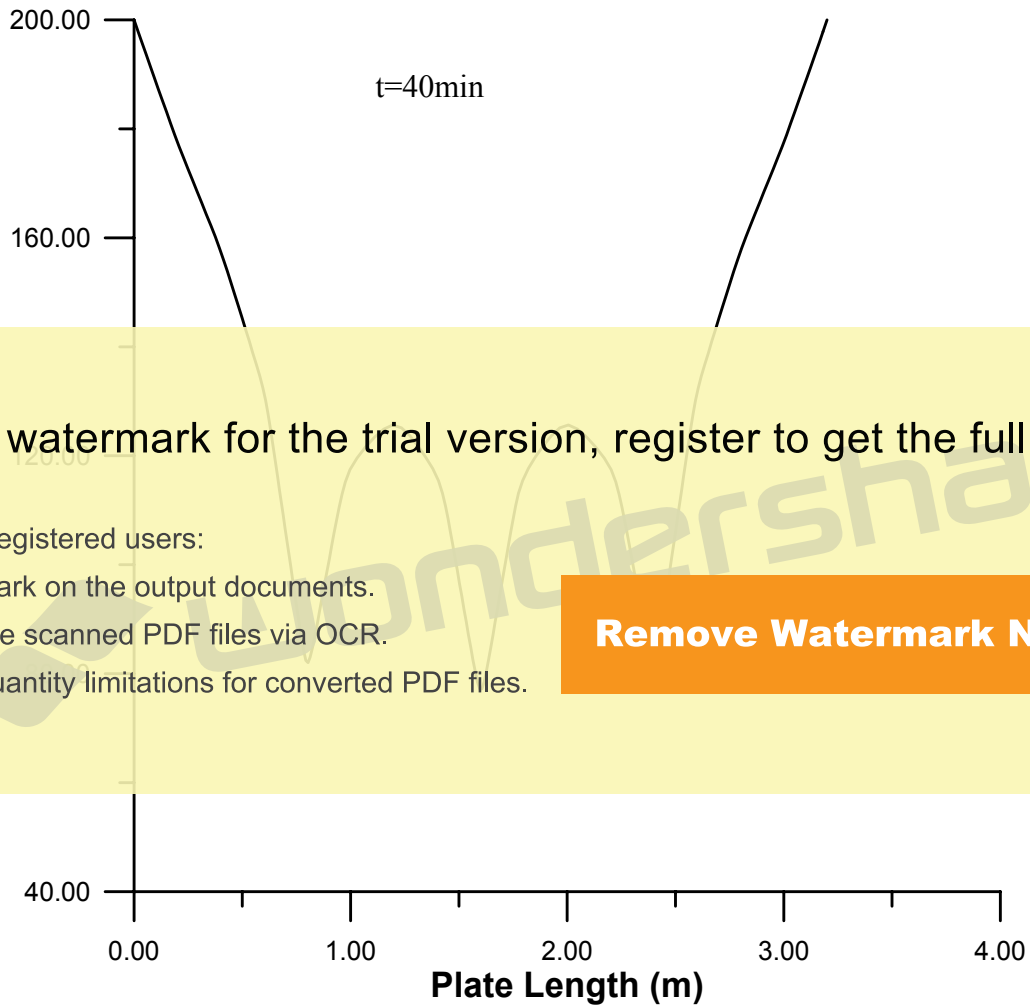 200.00
t=40min
160.00
watermark for the trial version, register to get the full
120.00
egistered users:
ark on the output documents.
e scanned PDF files via OCR.
uantity limitations for converted PDF files.
wondersha
Remove Watermark N
40.00
0.00 1.00 2.00 3.00 4.00
Plate Length (m)